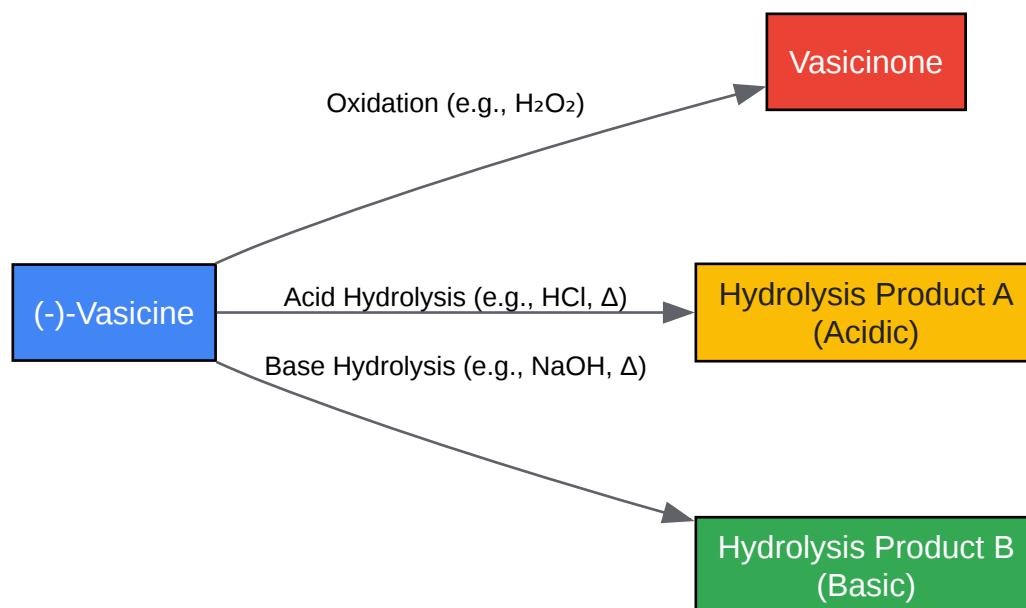 Vasicinone
Oxidation (e.g., H₂O₂)
(-)-Vasicine
Acid Hydrolysis (e.g., HCl, Δ)
Hydrolysis Product A
(Acidic)
Base Hydrolysis (e.g., NaOH, Δ)
Hydrolysis Product B
(Basic)